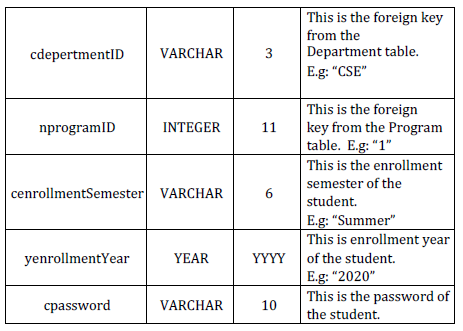 This is the foreign key
from the
cdepertmentID VARCHAR 3 Department table.
E.g: “CSE”
This is the foreign
nprogramID INTEGER 11 key from the Program
table. E.g: “1”
This is the enrollment
semester of the
cenrollmentSemester VARCHAR 6 student.
E.g: “Summer”
This is enrollment year
yenrollmentYear YEAR YYYY of the student.
E.g: “2020”
cpassword VARCHAR 10 This is the password of
the student.